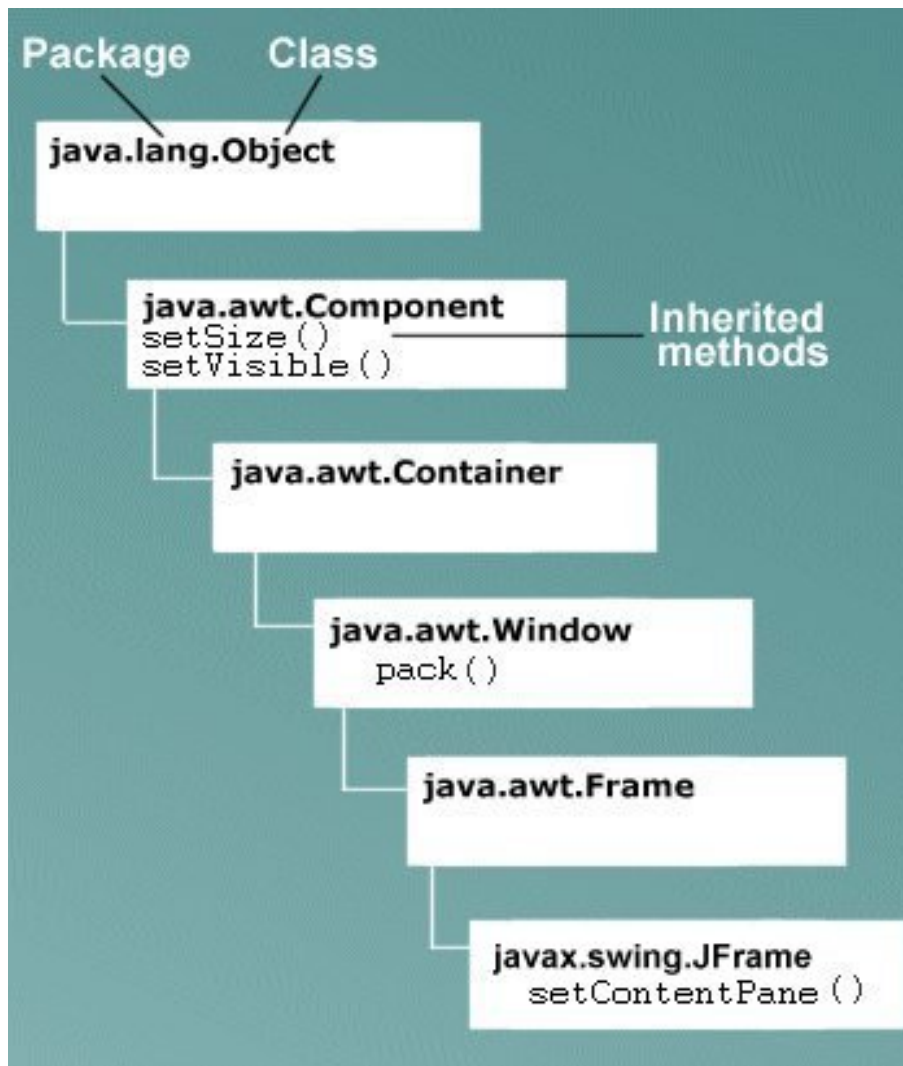 Package
Class
java.lang.Object
java.awt.Component
setSize()
setVisible()
Inherited
methods
java.awt.Container
java.awt.Window
pack()
java.awt.Frame
javax.swing.JFrame
setContentPane()